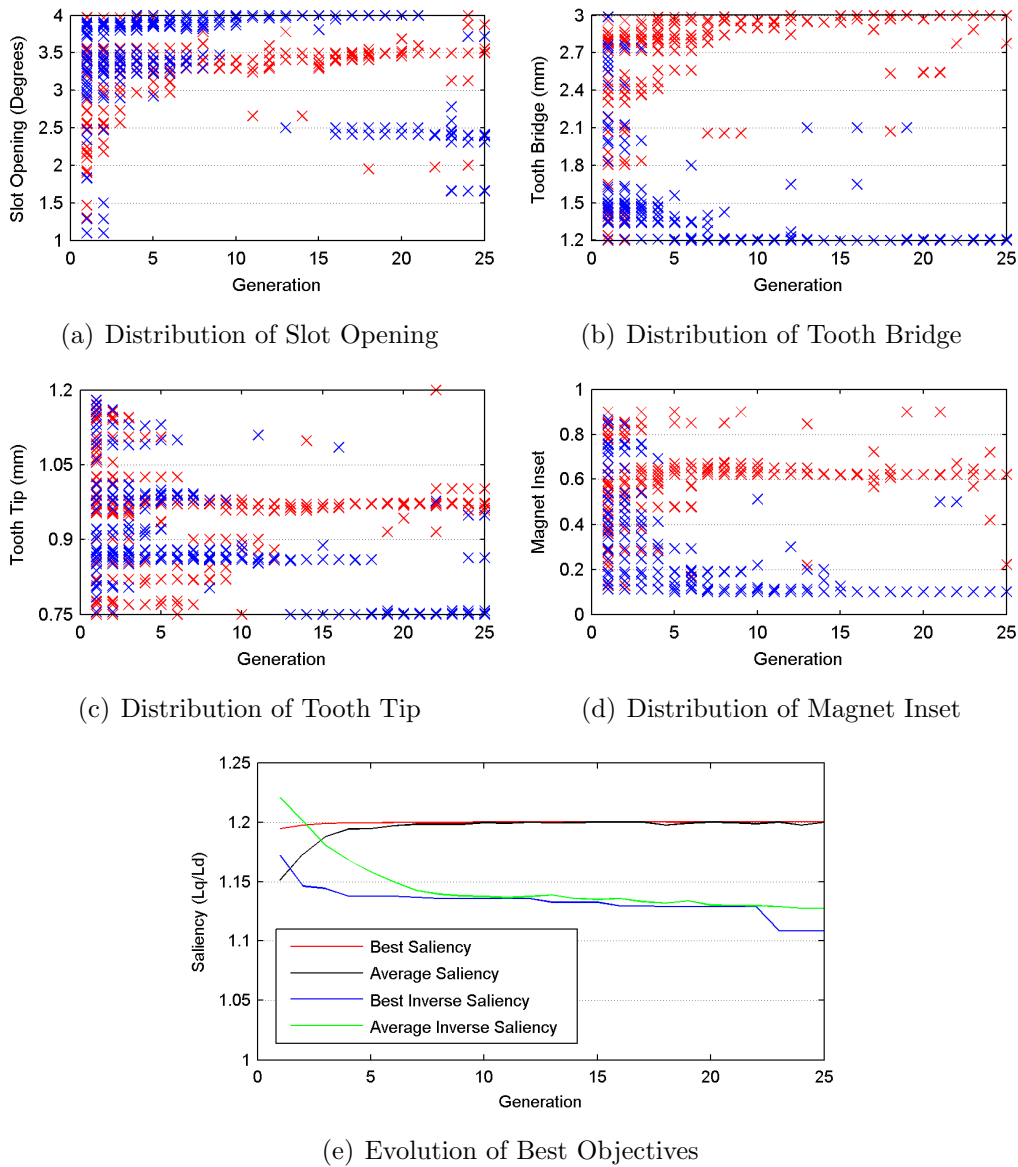 4
3.5
3
2.5
2
1.5
1
Slot Opening (Degrees)
0 5 10 15 20 25
Generation
(a) Distribution of Slot Opening
3
2.7
2.4
2.1
1.8
1.5
1.2
Tooth Bridge (mm)
0 5 10 15 20 25
Generation
(b) Distribution of Tooth Bridge
1.2
1.05
0.9
0.75
Tooth Tip (mm)
0 5 10 15 20 25
Generation
(c) Distribution of Tooth Tip
1
0.8
0.6
0.4
0.2
0
Magnet Inset
0 5 10 15 20 25
Generation
(d) Distribution of Magnet Inset
1.25
1.2
1.15
1.1
1.05
1
Saliency (Lq/Ld)
Best Saliency
Average Saliency
Best Inverse Saliency
Average Inverse Saliency
0 5 10 15 20 25
Generation
(e) Evolution of Best Objectives